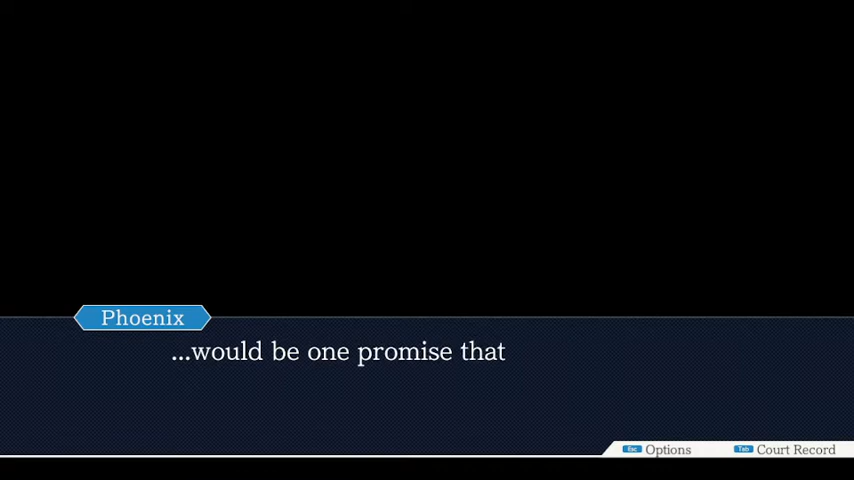 Phoenix
...would be one promise that
Esc Options Tab Court Record